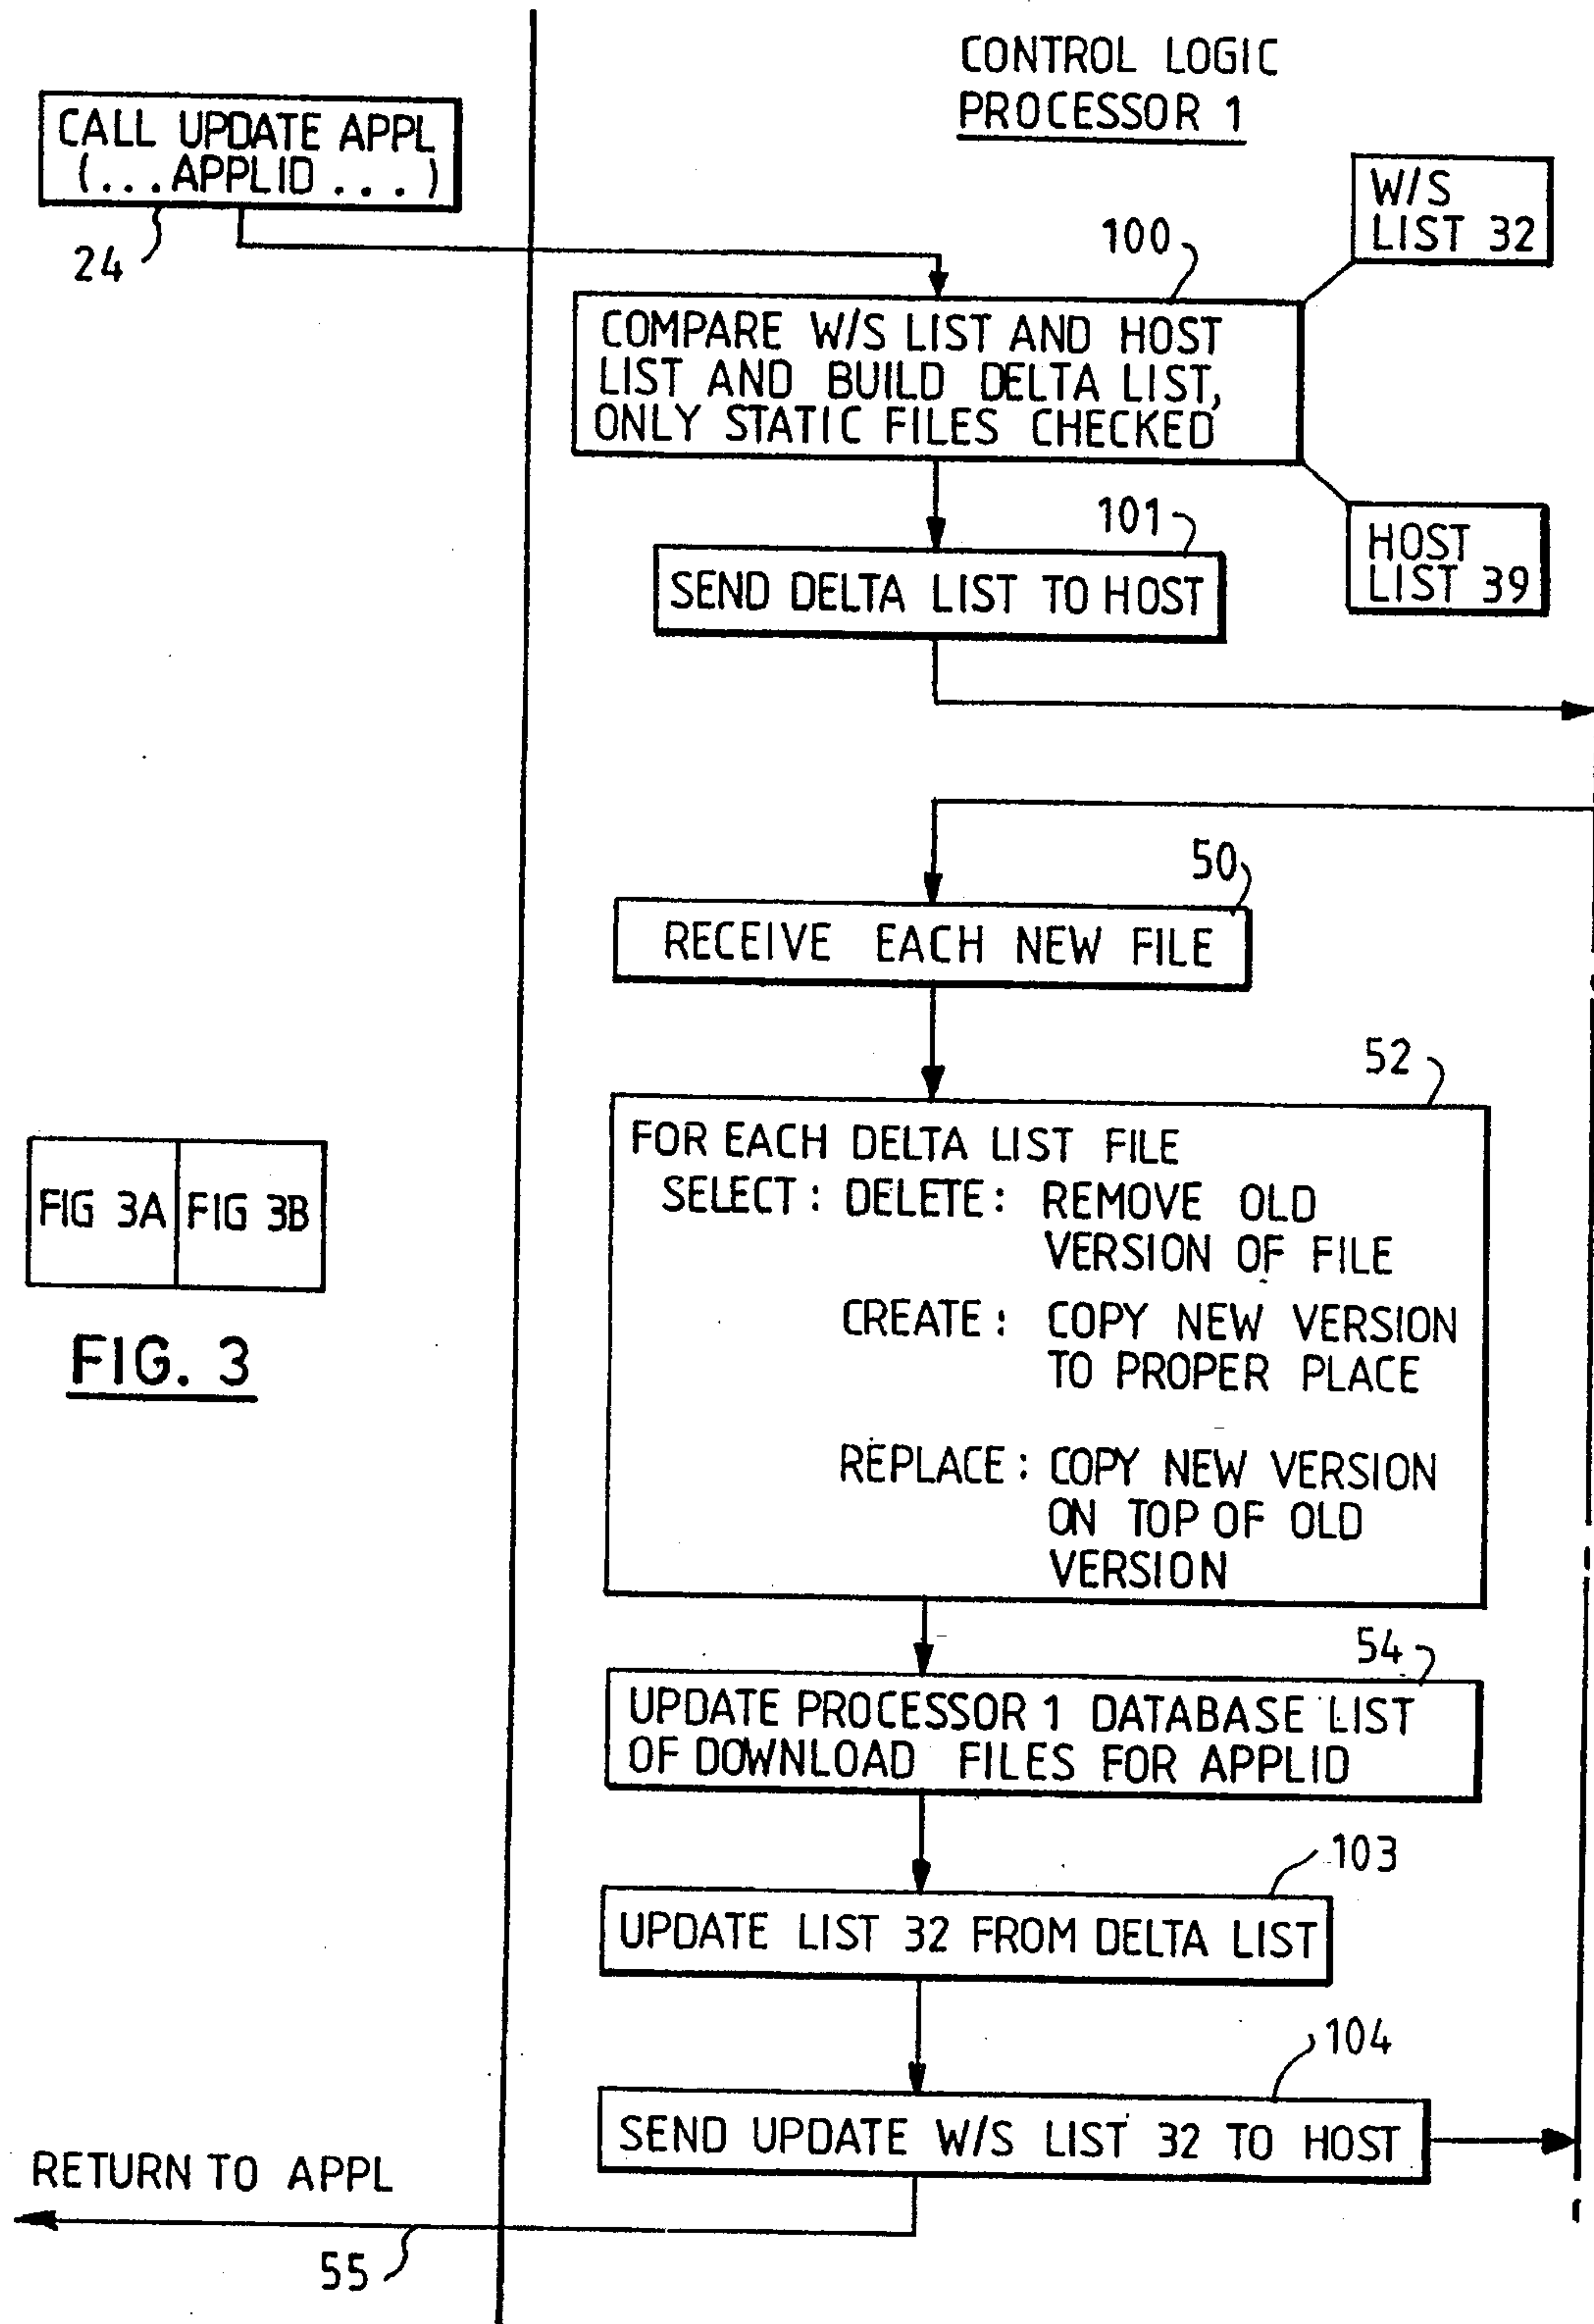 CONTROL LOGIC
PROCESSOR 1
CALL UPDATE APPL
(...APPLID...)
24
W/S
LIST 32
100
COMPARE W/S LIST AND HOST
LIST AND BUILD DELTA LIST,
ONLY STATIC FILES CHECKED
101
HOST
LIST 39
SEND DELTA LIST TO HOST
50
RECEIVE EACH NEW FILE
52
FOR EACH DELTA LIST FILE
SELECT: DELETE: REMOVE OLD
VERSION OF FILE
CREATE: COPY NEW VERSION
TO PROPER PLACE
REPLACE: COPY NEW VERSION
ON TOP OF OLD
VERSION
FIG 3A FIG 3B
FIG. 3
54
UPDATE PROCESSOR 1 DATABASE LIST
OF DOWNLOAD FILES FOR APPLID
103
UPDATE LIST 32 FROM DELTA LIST
104
SEND UPDATE W/S LIST 32 TO HOST
RETURN TO APPL
55